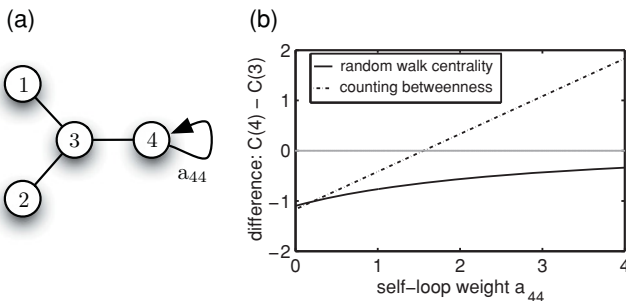 (a)
1
2
3
4
a44
(b)
difference: C(4) − C(3)
2
1
0
−1
−2
random walk centrality
counting betweenness
0 1 2 3 4
self-loop weight a44